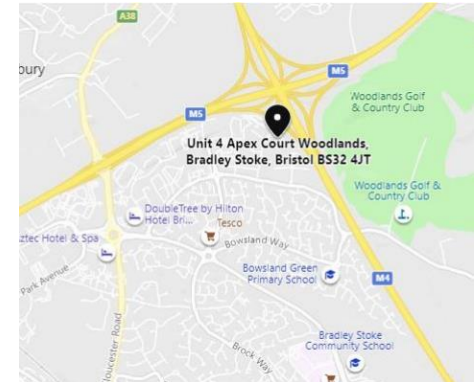 A38
bury
M5
M5
Woodlands Golf
& Country Club
Unit 4 Apex Court Woodlands,
Bradley Stoke, Bristol BS32 4JT
Woodlands Golf &
Country Club
DoubleTree by Hilton
Hotel Bri...
Tesco
ztec Hotel & Spa
Bowsland Way
Park Avenue
Bowsland Green
Primary School
M4
Gloucester Road
Brook Way
Bradley Stoke
Community School